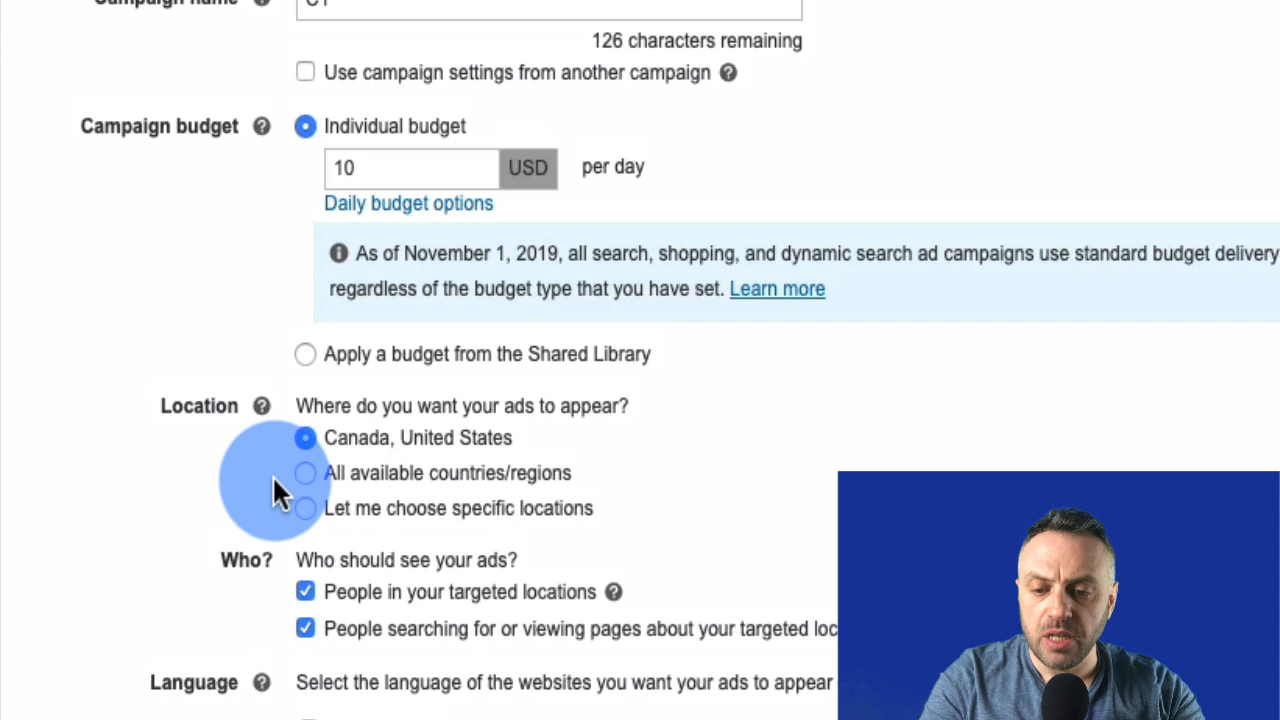 Campaign name
C1
126 characters remaining
Use campaign settings from another campaign ?
Campaign budget ? Individual budget
10 USD per day
Daily budget options
As of November 1, 2019, all search, shopping, and dynamic search ad campaigns use standard budget delivery
regardless of the budget type that you have set. Learn more
Apply a budget from the Shared Library
Location ? Where do you want your ads to appear?
Canada, United States
All available countries/regions
Let me choose specific locations
Who? Who should see your ads?
People in your targeted locations ?
People searching for or viewing pages about your targeted loc
Language ? Select the language of the websites you want your ads to appear